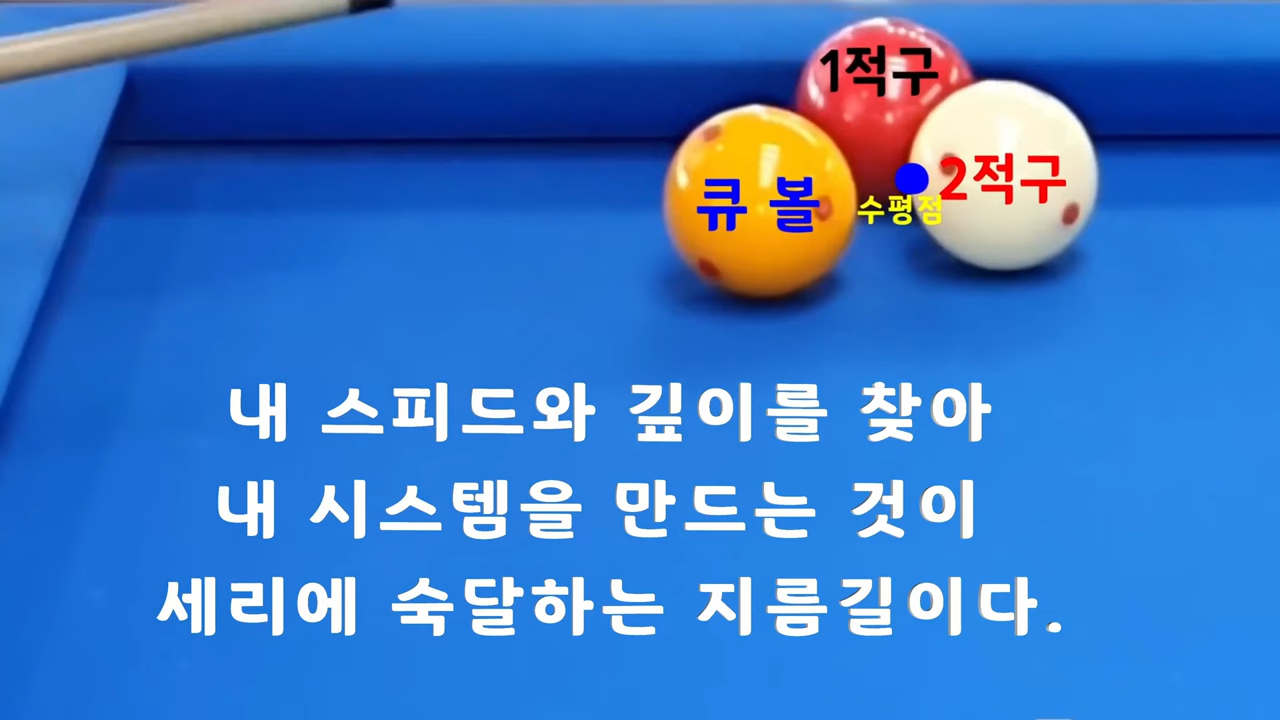 1적구
큐 볼
2적구
수평점
내 스피드와 깊이를 찾아
내 시스템을 만드는 것이
세리에 숙달하는 지름길이다.